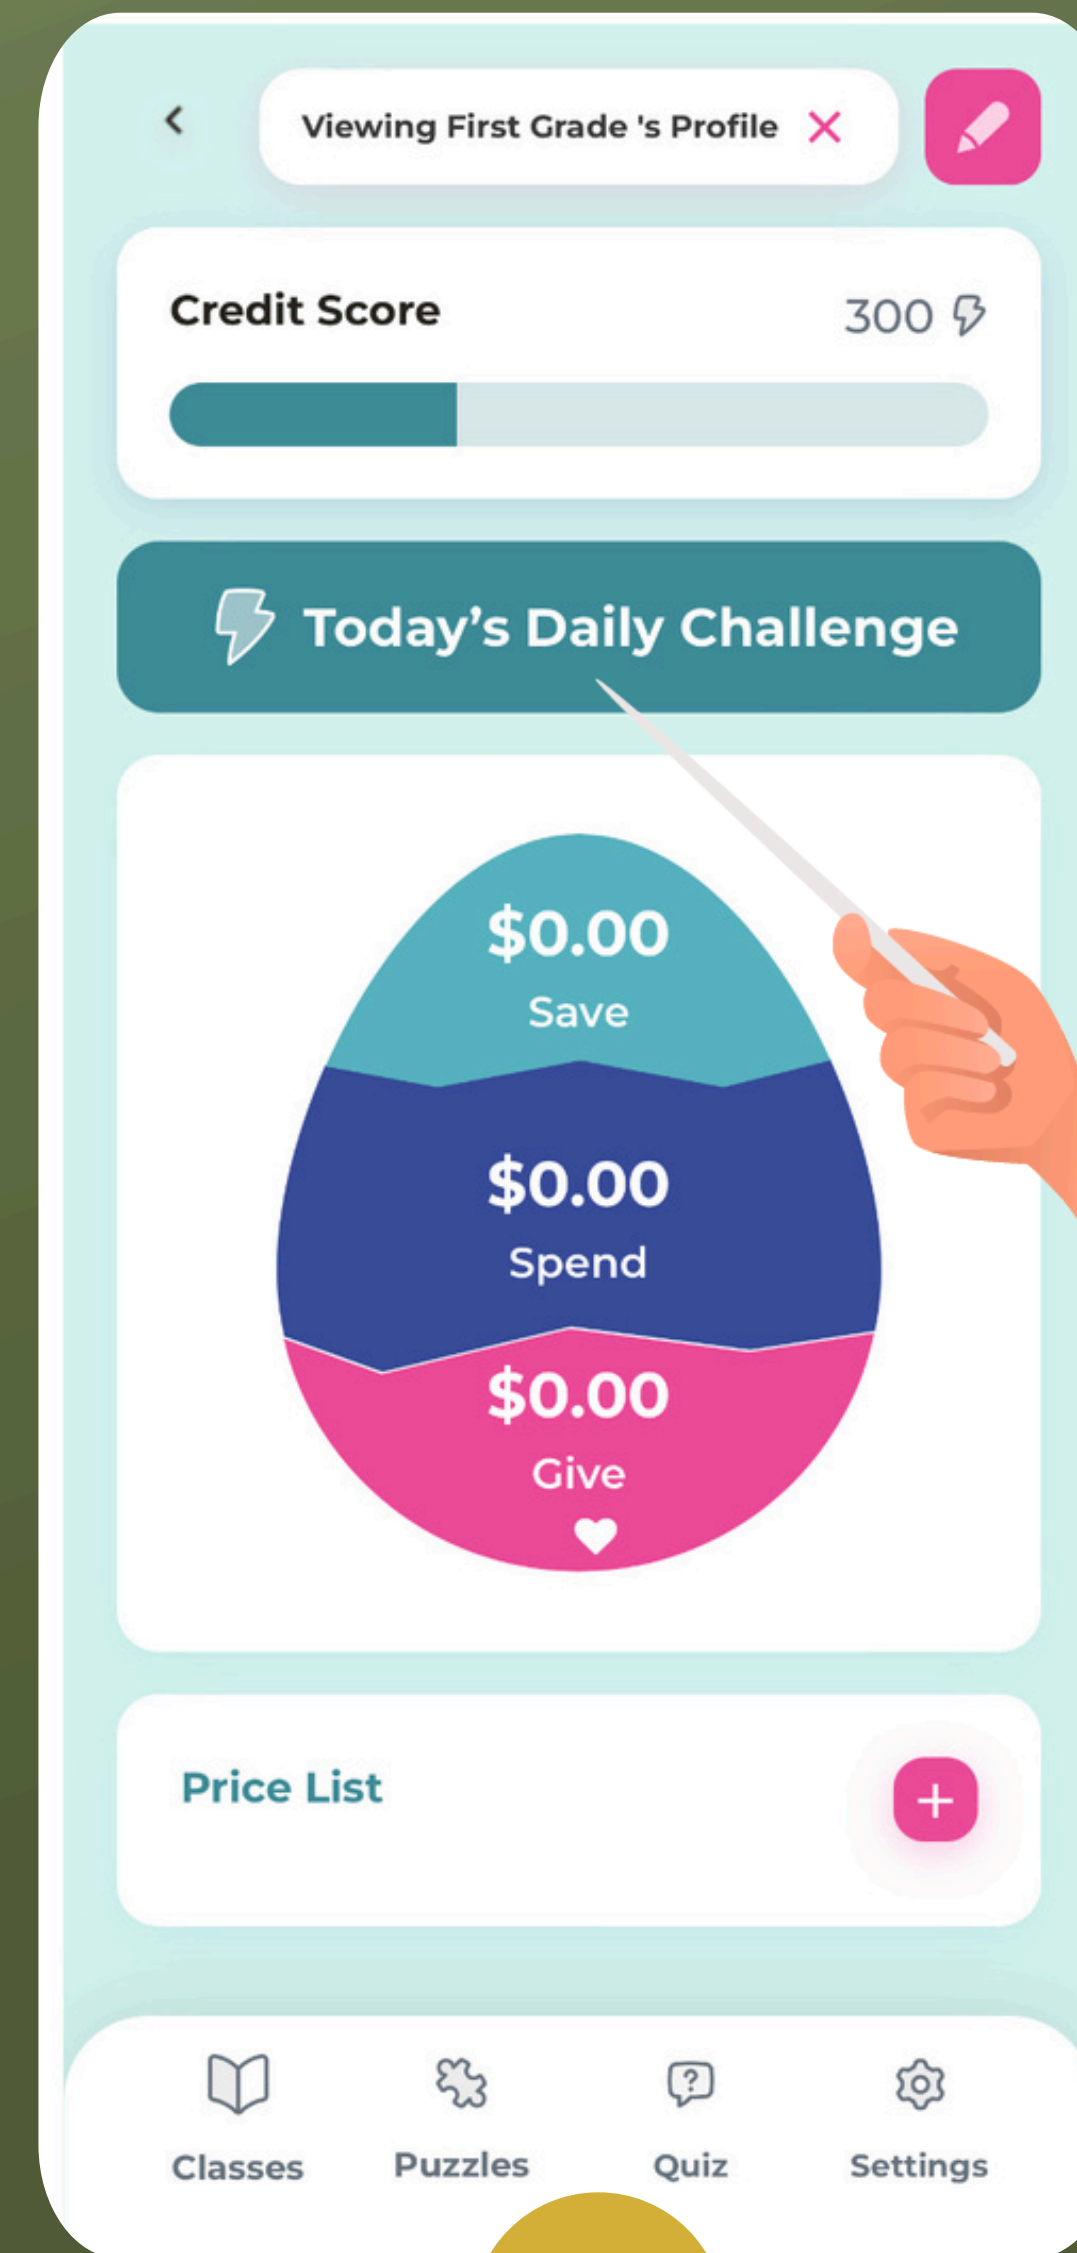 Viewing First Grade 's Profile
Credit Score
300
Today’s Daily Challenge
$0.00
Save
$0.00
Spend
$0.00
Give
Price List
Classes
Puzzles
Quiz
Settings